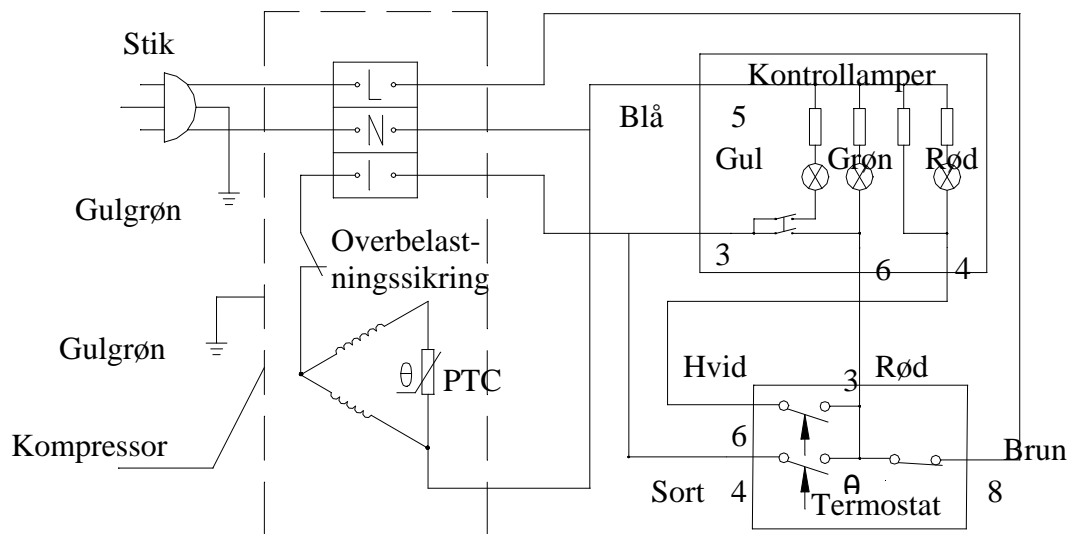 Stik
L
N
I
Gulgrøn
Overbelast-
ningssikring
Gulgrøn
θ
PTC
Kompressor
Kontrollamper
Blå
5
Gul
Grøn
Rød
3
6
4
Hvid
3
Rød
6
Brun
Sort
4
θ
8
Termostat